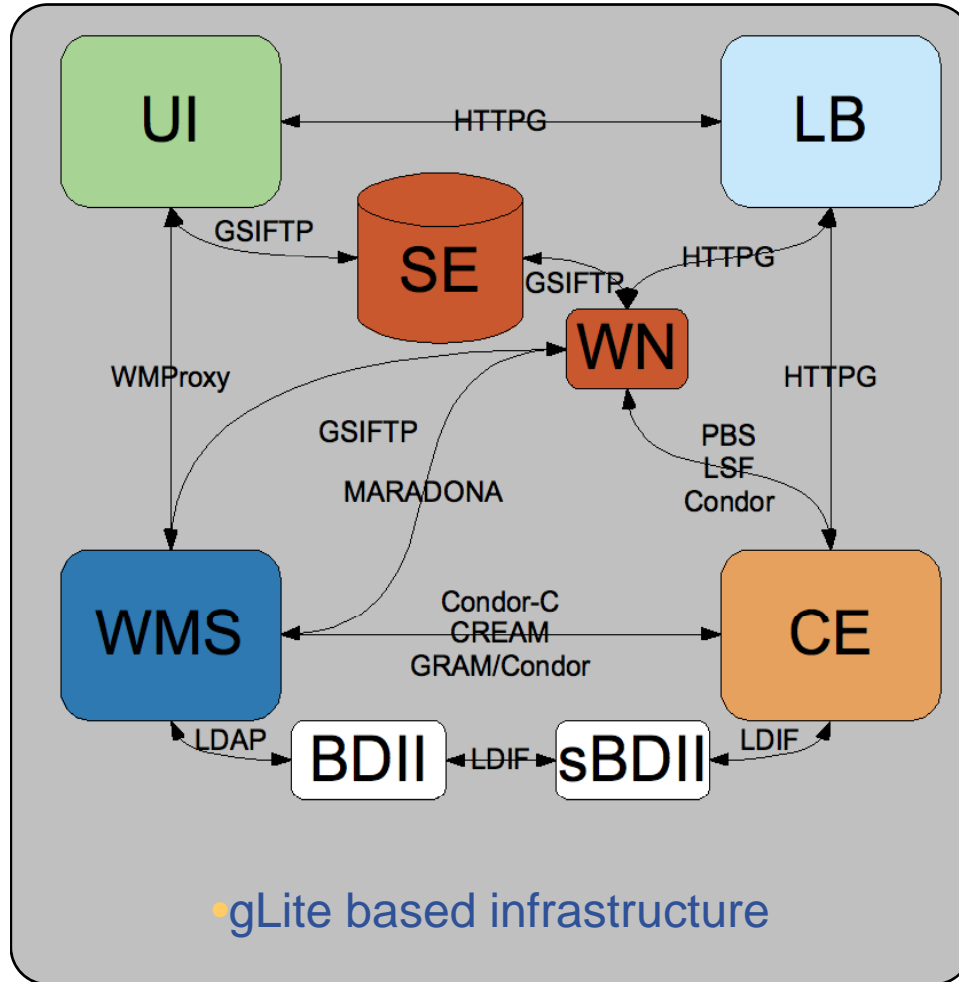 UI
HTTPG
LB
GSIFTP
SE
GSIFTP
HTTPG
WN
WMProxy
HTTPG
GSIFTP
MARADONA
PBS
LSF
Condor
WMS
Condor-C
CREAM
GRAM/Condor
CE
LDAP
BDII
LDIF
sBDII
LDIF
•gLite based infrastructure